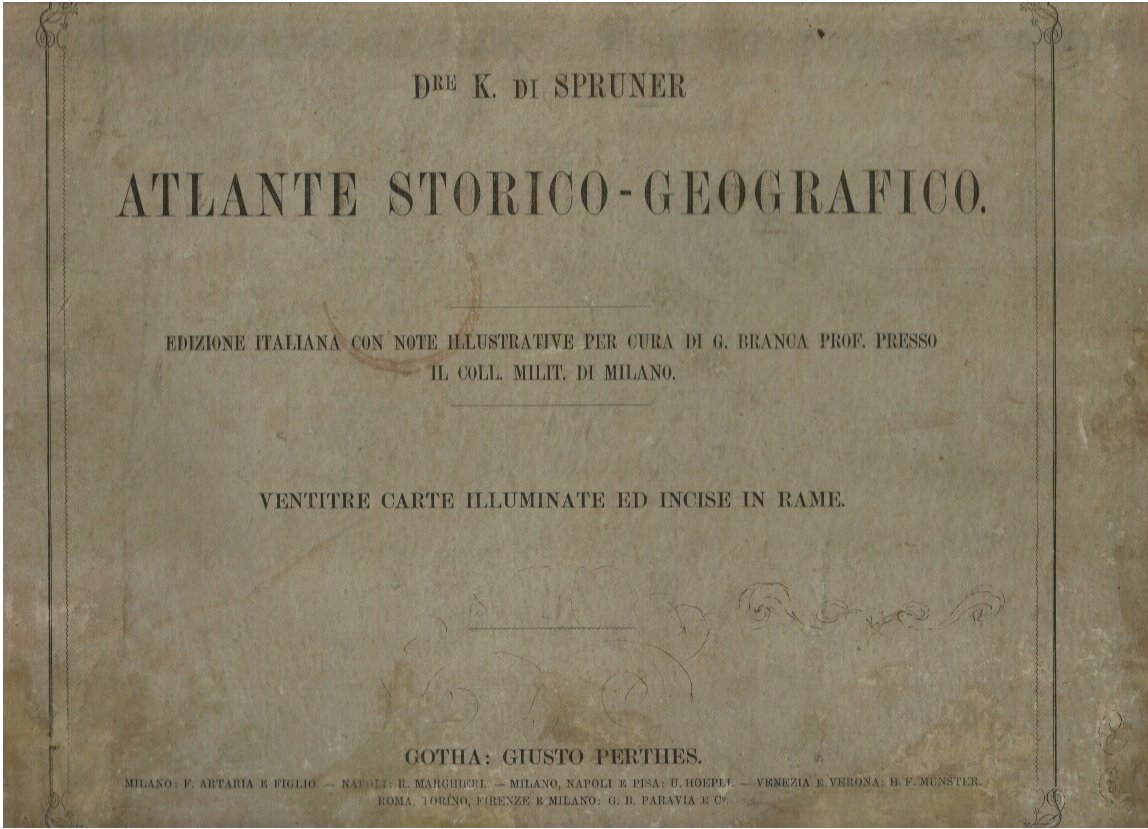 DRE K. DI SPRUNER
ATLANTE STORICO-GEOGRAFICO.
EDIZIONE ITALIANA CON NOTE ILLUSTRATIVE PER CURA DI G. BRANCA PROF. PRESSO
IL COLL. MILIT. DI MILANO.
VENTITRE CARTE ILLUMINATE ED INCISE IN RAME.
GOTHA: GIUSTO PERTHES.
MILANO: F. ARTARIA E FIGLIO. — NAPOLI: R. MARGHIERI. — MILANO, NAPOLI E PISA: U. HOEPLI. — VENEZIA E VERONA: H. F. MÜNSTER.
ROMA, TORINO, FIRENZE E MILANO: G. B. PARAVIA E Co.